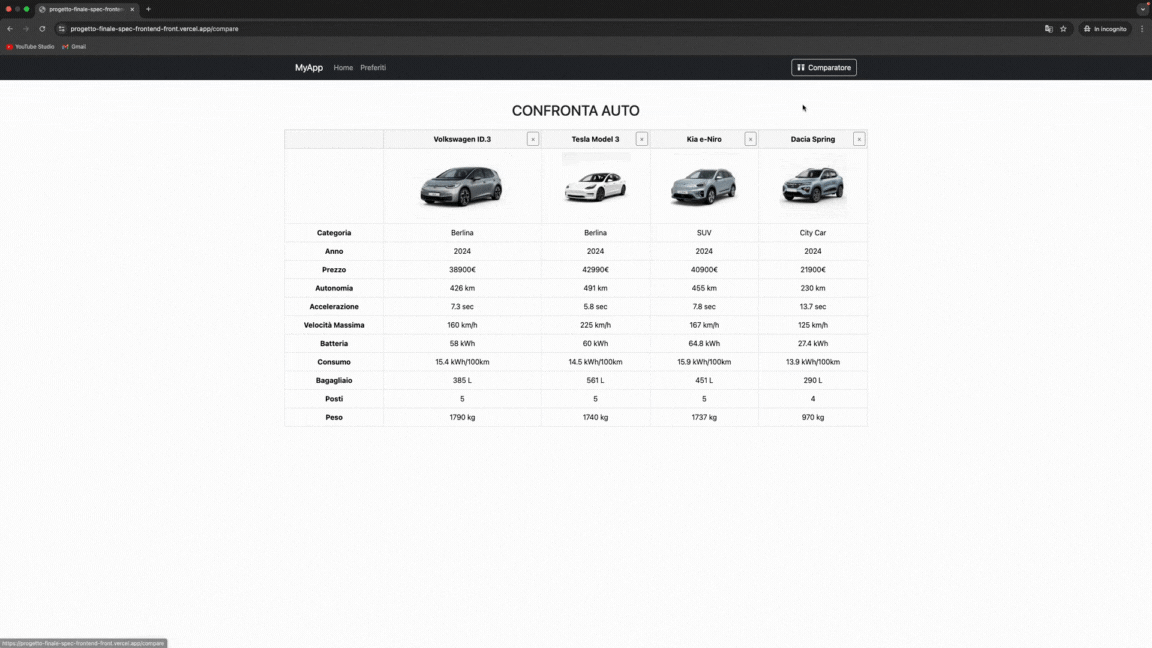 progetto-finale-spec-fronten
progetto-finale-spec-frontend-front.vercel.app/compare
In incognito
YouTube Studio
Gmail
MyApp
Home
Preferiti
Comparatore
CONFRONTA AUTO
Volkswagen ID.3 x Tesla Model 3 x Kia e-Niro x Dacia Spring x
Categoria Berlina Berlina SUV City Car
Anno 2024 2024 2024 2024
Prezzo 38900€ 42990€ 40900€ 21900€
Autonomia 426 km 491 km 455 km 230 km
Accelerazione 7.3 sec 5.8 sec 7.8 sec 13.7 sec
Velocità Massima 160 km/h 225 km/h 167 km/h 125 km/h
Batteria 58 kWh 60 kWh 64.8 kWh 27.4 kWh
Consumo 15.4 kWh/100km 14.5 kWh/100km 15.9 kWh/100km 13.9 kWh/100km
Bagagliaio 385 L 561 L 451 L 290 L
Posti 5 5 5 4
Peso 1790 kg 1740 kg 1737 kg 970 kg
https://progetto-finale-spec-frontend-front.vercel.app/compare